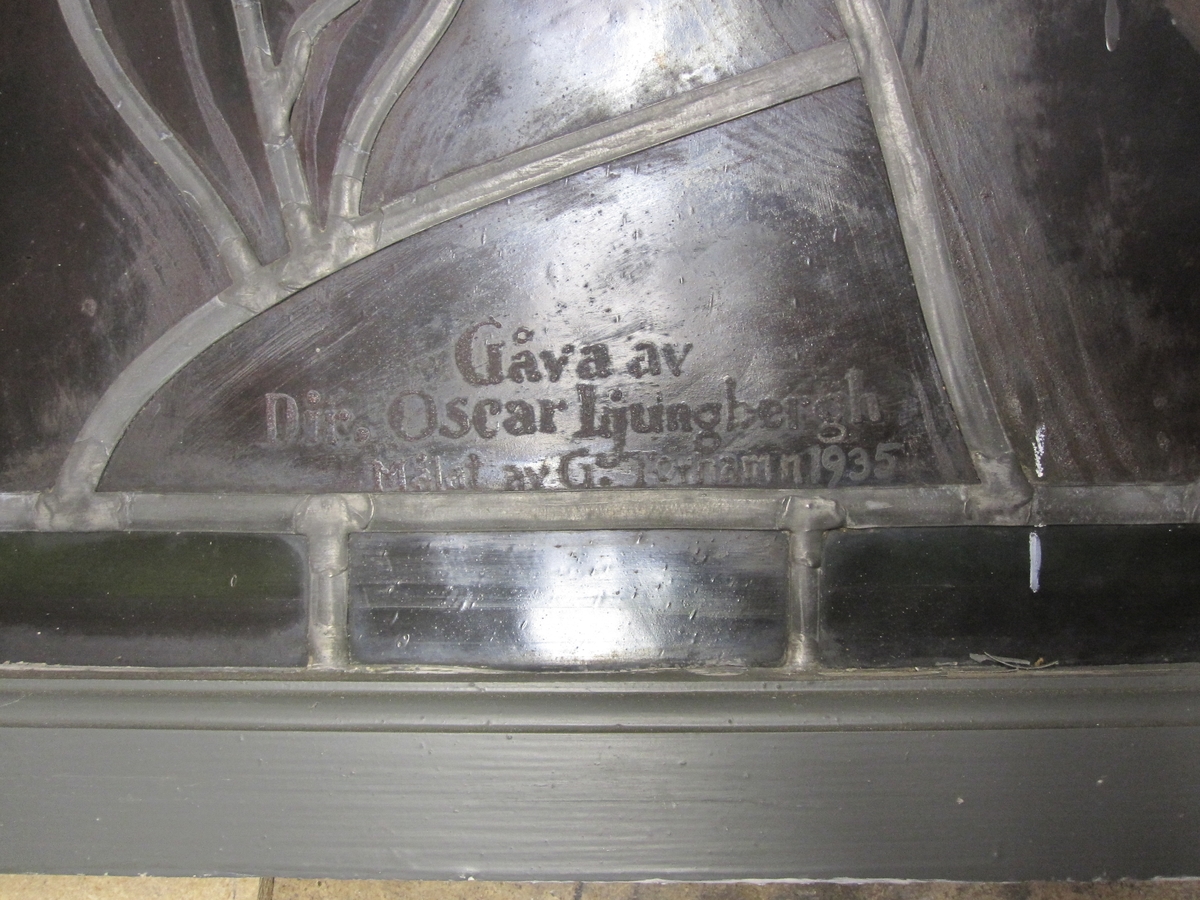 Gåva av
Dir. Oscar Ljungbergh
Målat av G. Torhamn 1935